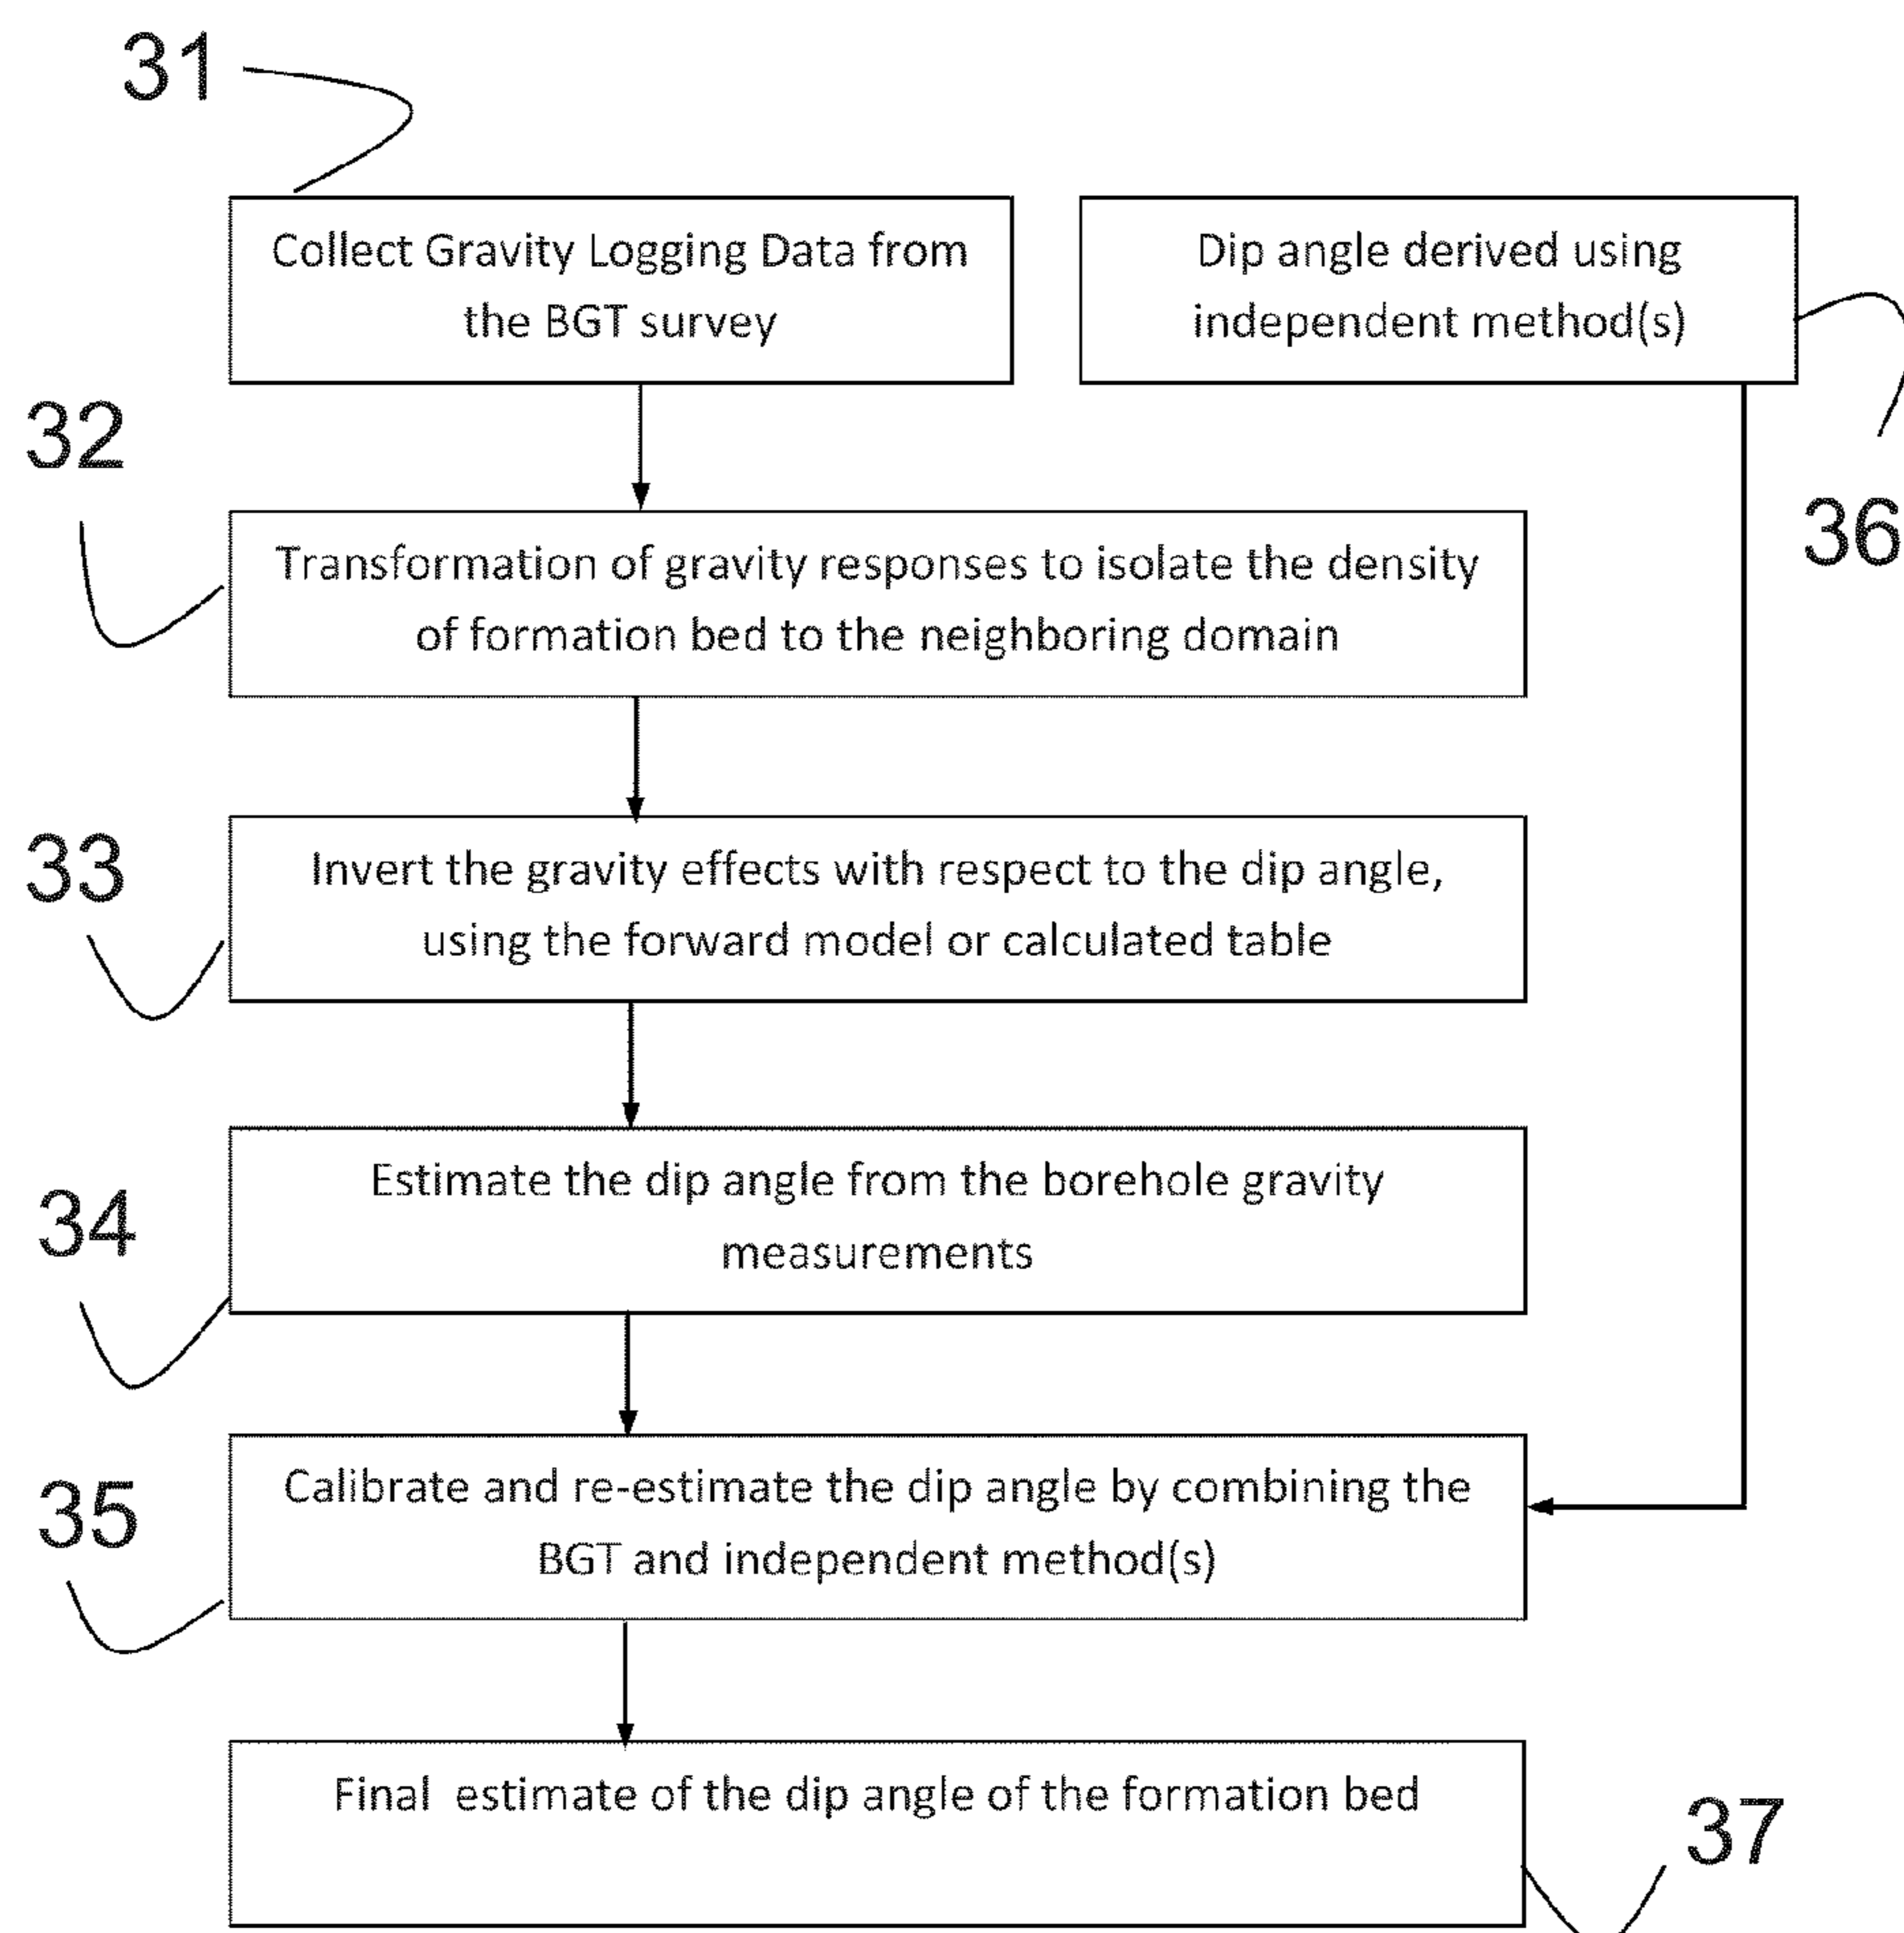 31
Collect Gravity Logging Data from
the BGT survey
Dip angle derived using
independent method(s)
36
32
Transformation of gravity responses to isolate the density
of formation bed to the neighboring domain
33
Invert the gravity effects with respect to the dip angle,
using the forward model or calculated table
34
Estimate the dip angle from the borehole gravity
measurements
35
Calibrate and re-estimate the dip angle by combining the
BGT and independent method(s)
Final estimate of the dip angle of the formation bed
37